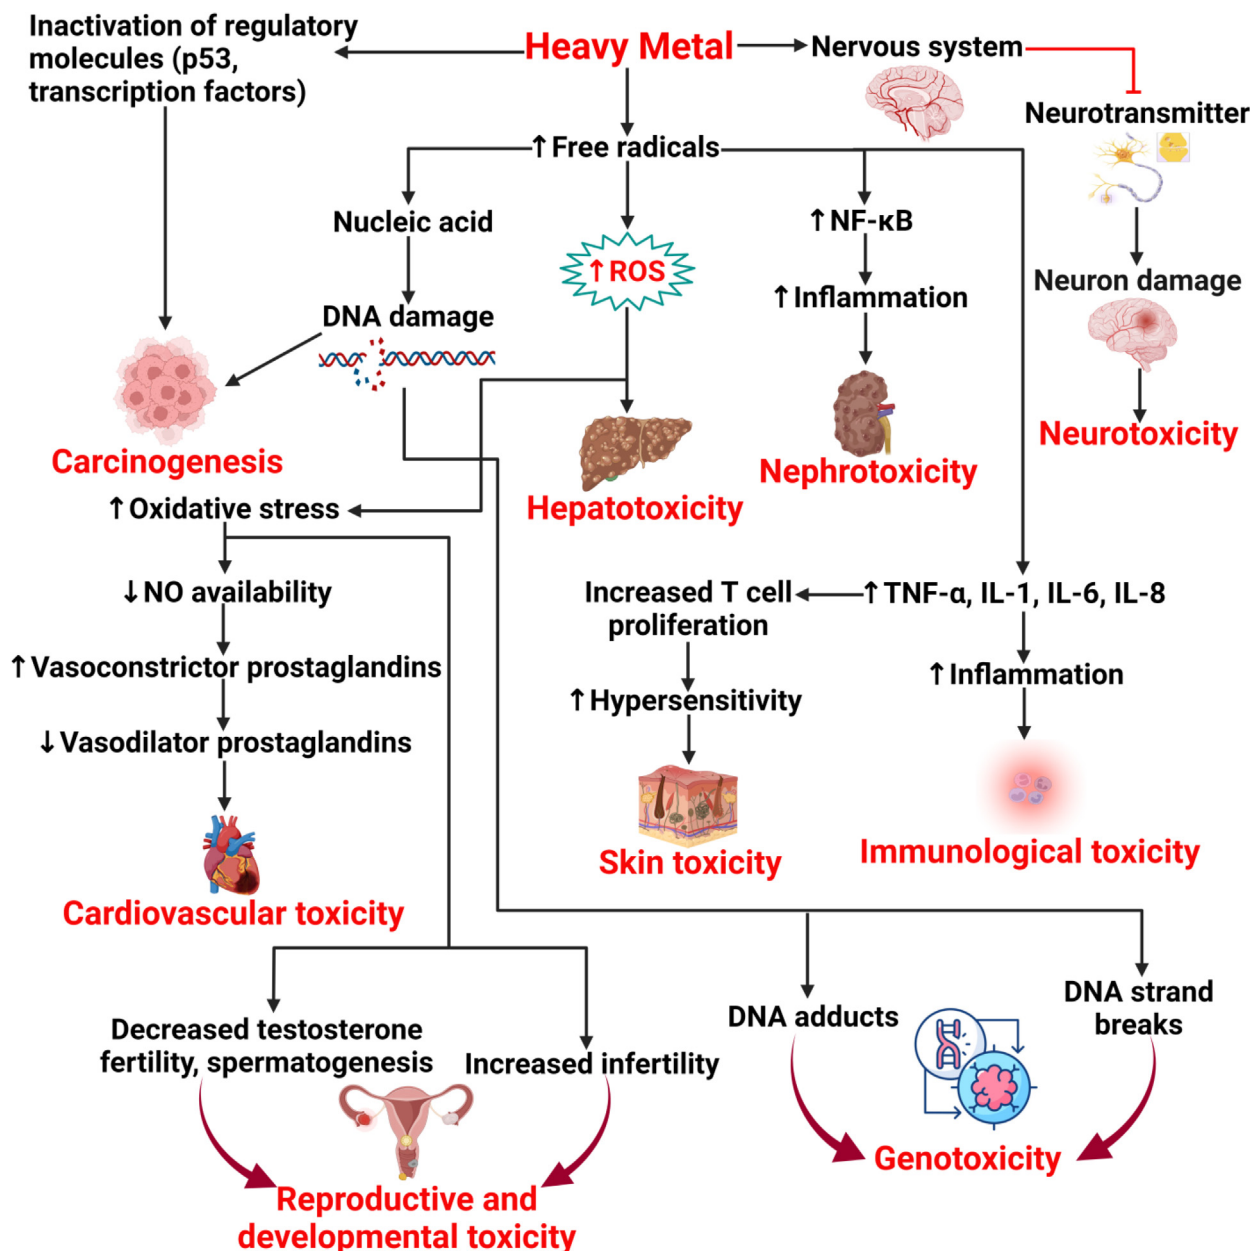 Inactivation of regulatory
molecules (p53,
transcription factors)
Heavy Metal
Nervous system
Neurotransmitter
↑Free radicals
Nucleic acid
↑NF-κB
↑ROS
Neuron damage
↑Inflammation
DNA damage
Neurotoxicity
Carcinogenesis
Nephrotoxicity
Hepatotoxicity
↑Oxidative stress
↓NO availability
Increased T cell
proliferation
↑TNF-α, IL-1, IL-6, IL-8
↑Vasoconstrictor prostaglandins
↑Inflammation
↑Hypersensitivity
↓Vasodilator prostaglandins
Skin toxicity
Immunological toxicity
Cardiovascular toxicity
DNA strand
breaks
DNA adducts
Decreased testosterone
fertility, spermatogenesis
Increased infertility
Genotoxicity
Reproductive and
developmental toxicity